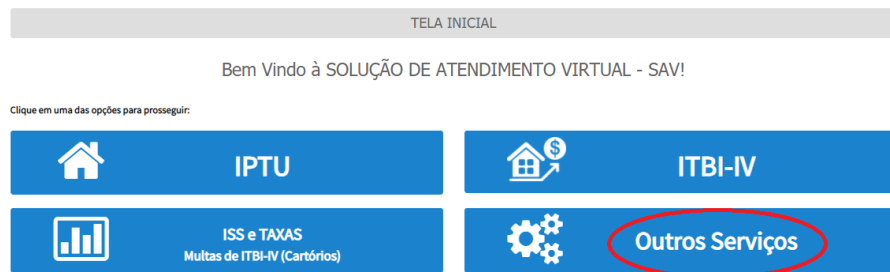 TELA INICIAL
Bem Vindo à SOLUÇÃO DE ATENDIMENTO VIRTUAL - SAV!
Clique em uma das opções para prosseguir:
IPTU
ITBI-IV
ISS e TAXAS
Multas de ITBI-IV (Cartórios)
Outros Serviços